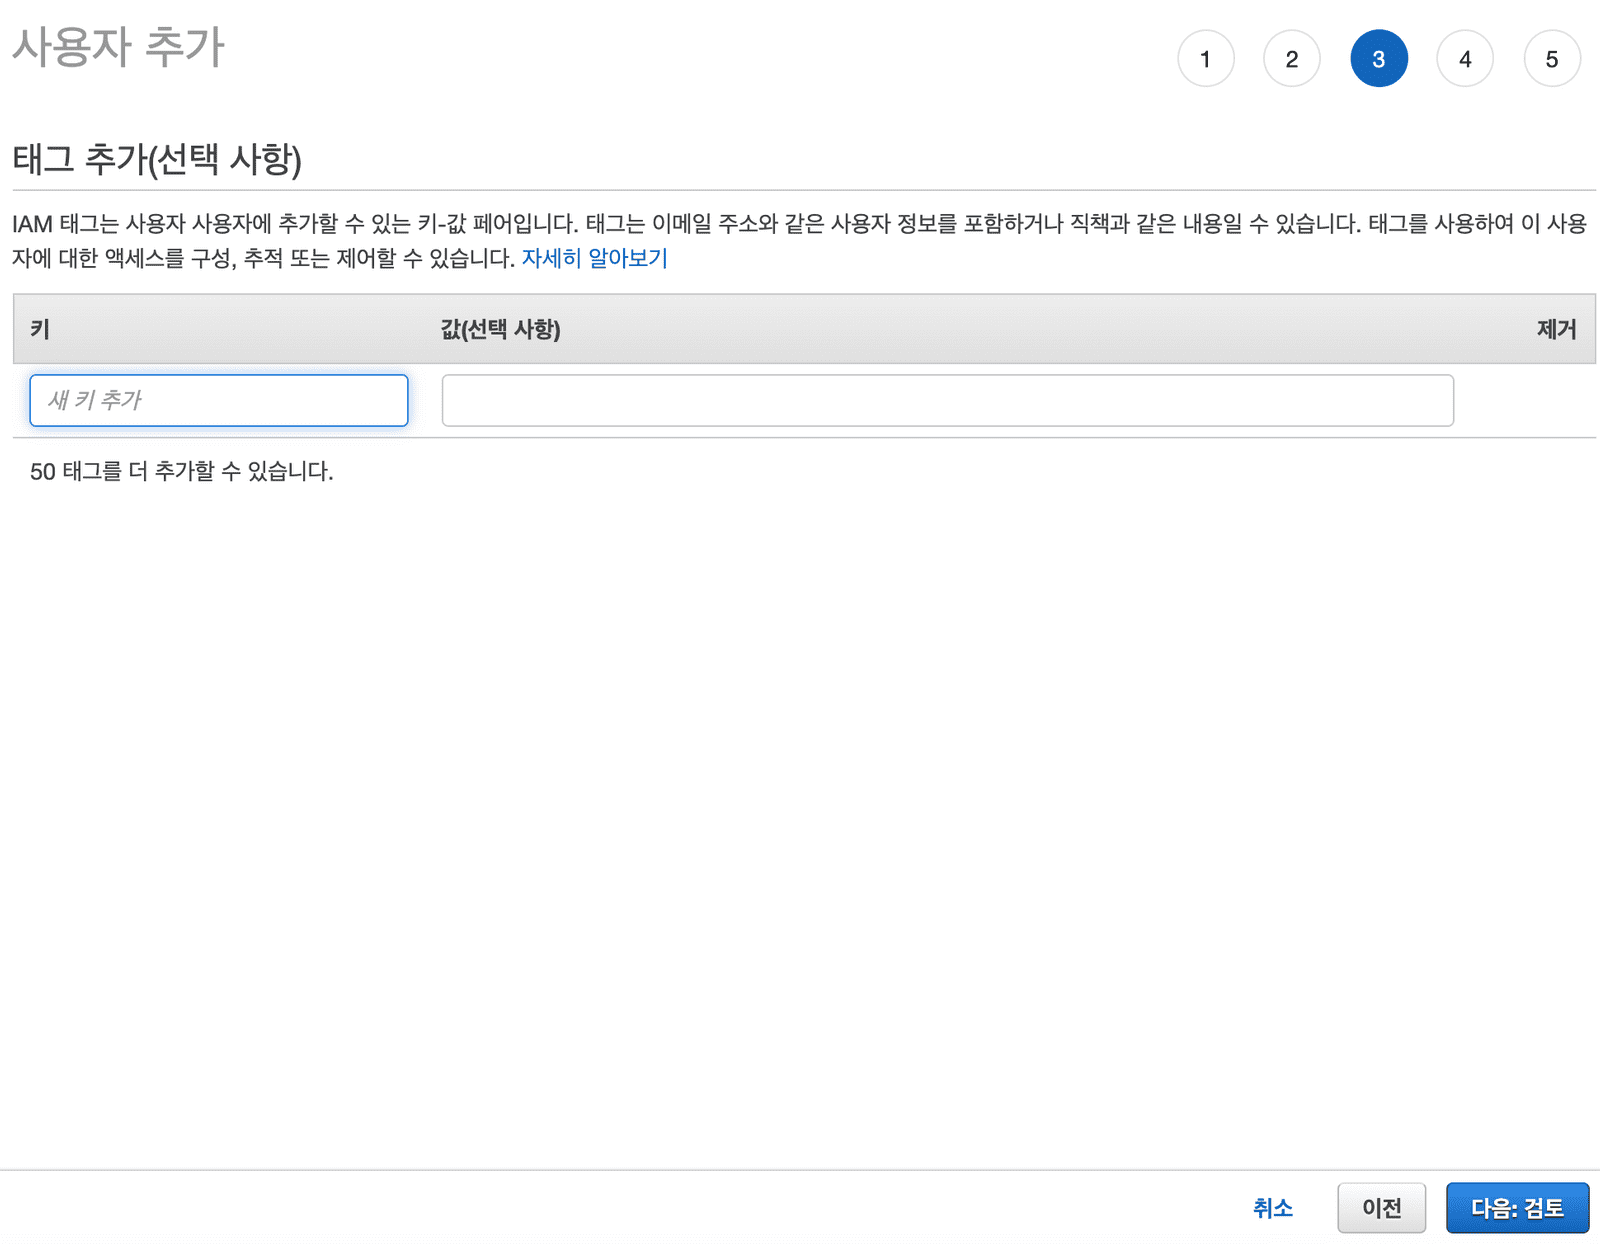 사용자 추가
1 2 3 4 5
태그 추가(선택 사항)
IAM 태그는 사용자 사용자에 추가할 수 있는 키-값 페어입니다. 태그는 이메일 주소와 같은 사용자 정보를 포함하거나 직책과 같은 내용일 수 있습니다. 태그를 사용하여 이 사용
자에 대한 액세스를 구성, 추적 또는 제어할 수 있습니다. 자세히 알아보기
키 값(선택 사항) 제거
새 키 추가
50 태그를 더 추가할 수 있습니다.
취소 이전 다음: 검토